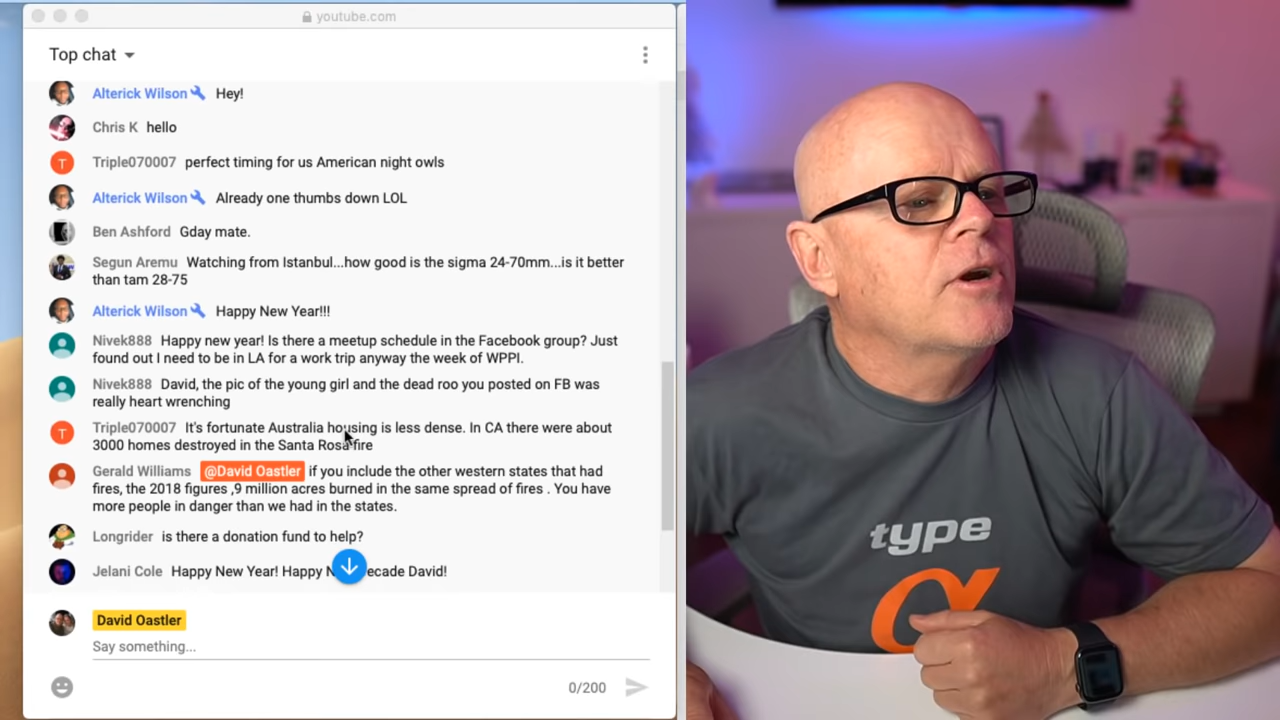 youtube.com
Top chat
Alterick Wilson Hey!
Chris K hello
T Triple070007 perfect timing for us American night owls
Alterick Wilson Already one thumbs down LOL
Ben Ashford Gday mate.
Segun Aremu Watching from Istanbul...how good is the sigma 24-70mm...is it better
than tam 28-75
Alterick Wilson Happy New Year!!!
Nivek888 Happy new year! Is there a meetup schedule in the Facebook group? Just
found out I need to be in LA for a work trip anyway the week of WPPI.
Nivek888 David, the pic of the young girl and the dead roo you posted on FB was
really heart wrenching
T Triple070007 It's fortunate Australia housing is less dense. In CA there were about
3000 homes destroyed in the Santa Rosa fire
Gerald Williams @David Oastler if you include the other western states that had
fires, the 2018 figures ,9 million acres burned in the same spread of fires . You have
more people in danger than we had in the states.
Longrider is there a donation fund to help?
Jelani Cole Happy New Year! Happy ecade David!
David Oastler
Say something...
0/200
type
α